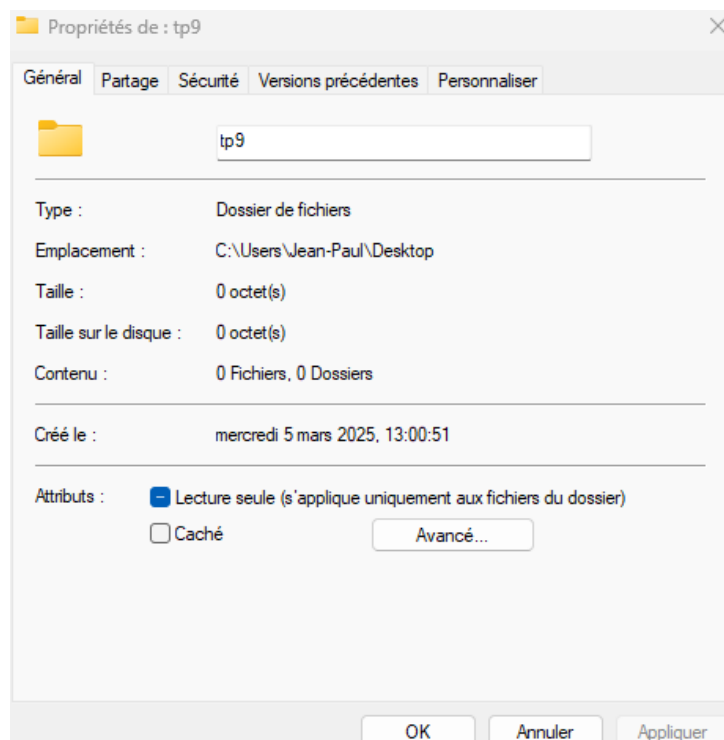 Propriétés de : tp9
Général Partage Sécurité Versions précédentes Personnaliser
tp9
Type : Dossier de fichiers
Emplacement : C:\Users\Jean-Paul\Desktop
Taille : 0 octet(s)
Taille sur le disque : 0 octet(s)
Contenu : 0 Fichiers, 0 Dossiers
Créé le : mercredi 5 mars 2025, 13:00:51
Attributs : Lecture seule (s'applique uniquement aux fichiers du dossier)
Caché Avancé...
OK Annuler Appliquer